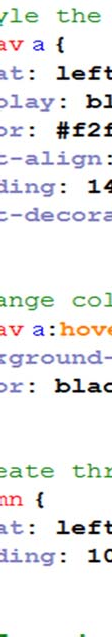 yle the
av a {
at: left
play: bl
or: #f2f
t-align:
ding: 14
t-decora
ange col
av a:hove
kground-
or: blac
eate thr
mn {
at: left
ding: 10